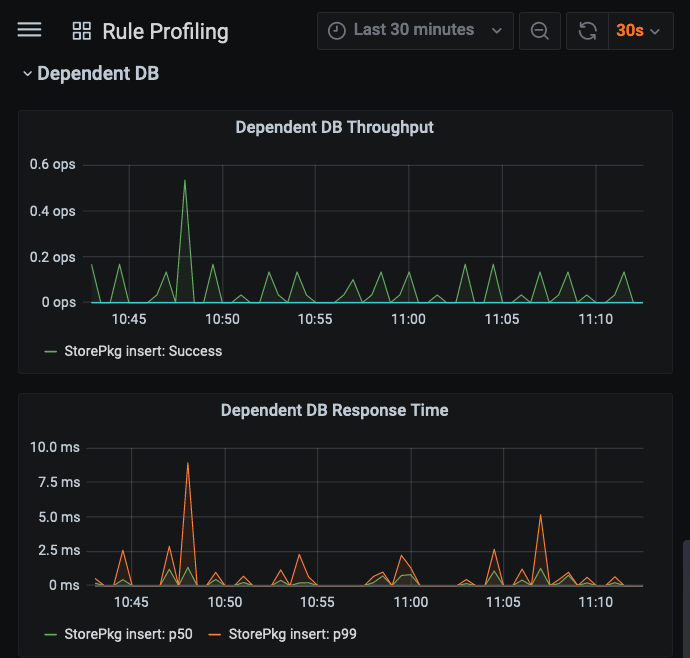 Rule Profiling
Last 30 minutes
30s
Dependent DB
Dependent DB Throughput
0.6 ops
0.4 ops
0.2 ops
0 ops
10:45 10:50 10:55 11:00 11:05 11:10
StorePkg insert: Success
Dependent DB Response Time
10.0 ms
7.5 ms
5.0 ms
2.5 ms
0 ms
10:45 10:50 10:55 11:00 11:05 11:10
StorePkg insert: p50 StorePkg insert: p99